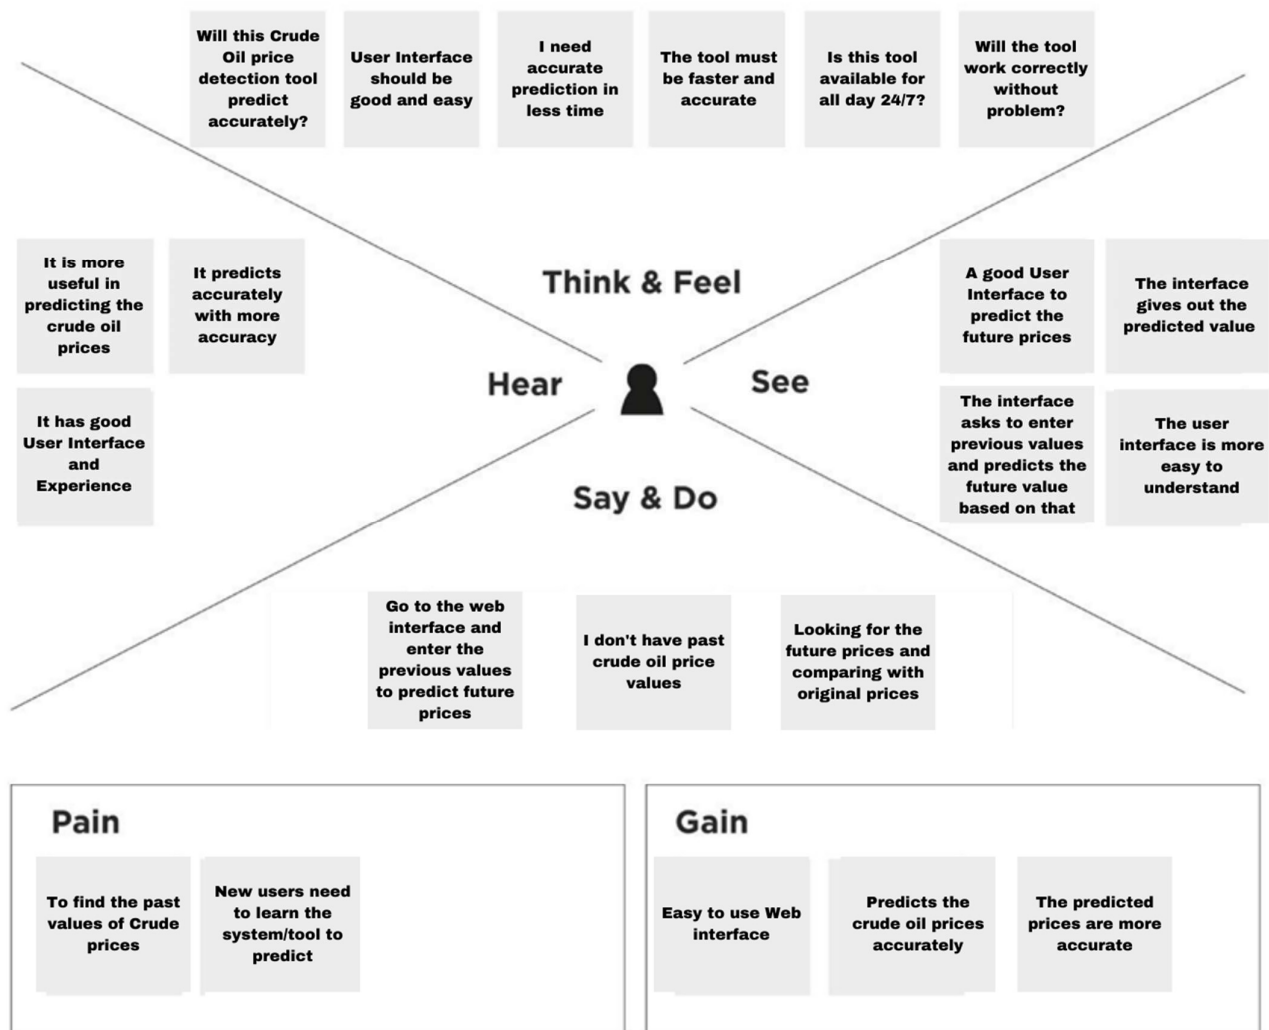 Will this Crude
Oil price
detection tool
predict
accurately?
User Interface
should be
good and easy
I need
accurate
prediction in
less time
The tool must
be faster and
accurate
Is this tool
available for
all day 24/7?
Will the tool
work correctly
without
problem?
Think & Feel
It is more
useful in
predicting the
crude oil
prices
It predicts
accurately
with more
accuracy
It has good
User Interface
and
Experience
Hear
See
A good User
Interface to
predict the
future prices
The interface
gives out the
predicted value
The interface
asks to enter
previous values
and predicts the
future value
based on that
The user
interface is more
easy to
understand
Say & Do
Go to the web
interface and
enter the
previous values
to predict future
prices
I don't have past
crude oil price
values
Looking for the
future prices and
comparing with
original prices
Pain
To find the past
values of Crude
prices
New users need
to learn the
system/tool to
predict
Gain
Easy to use Web
interface
Predicts the
crude oil prices
accurately
The predicted
prices are more
accurate